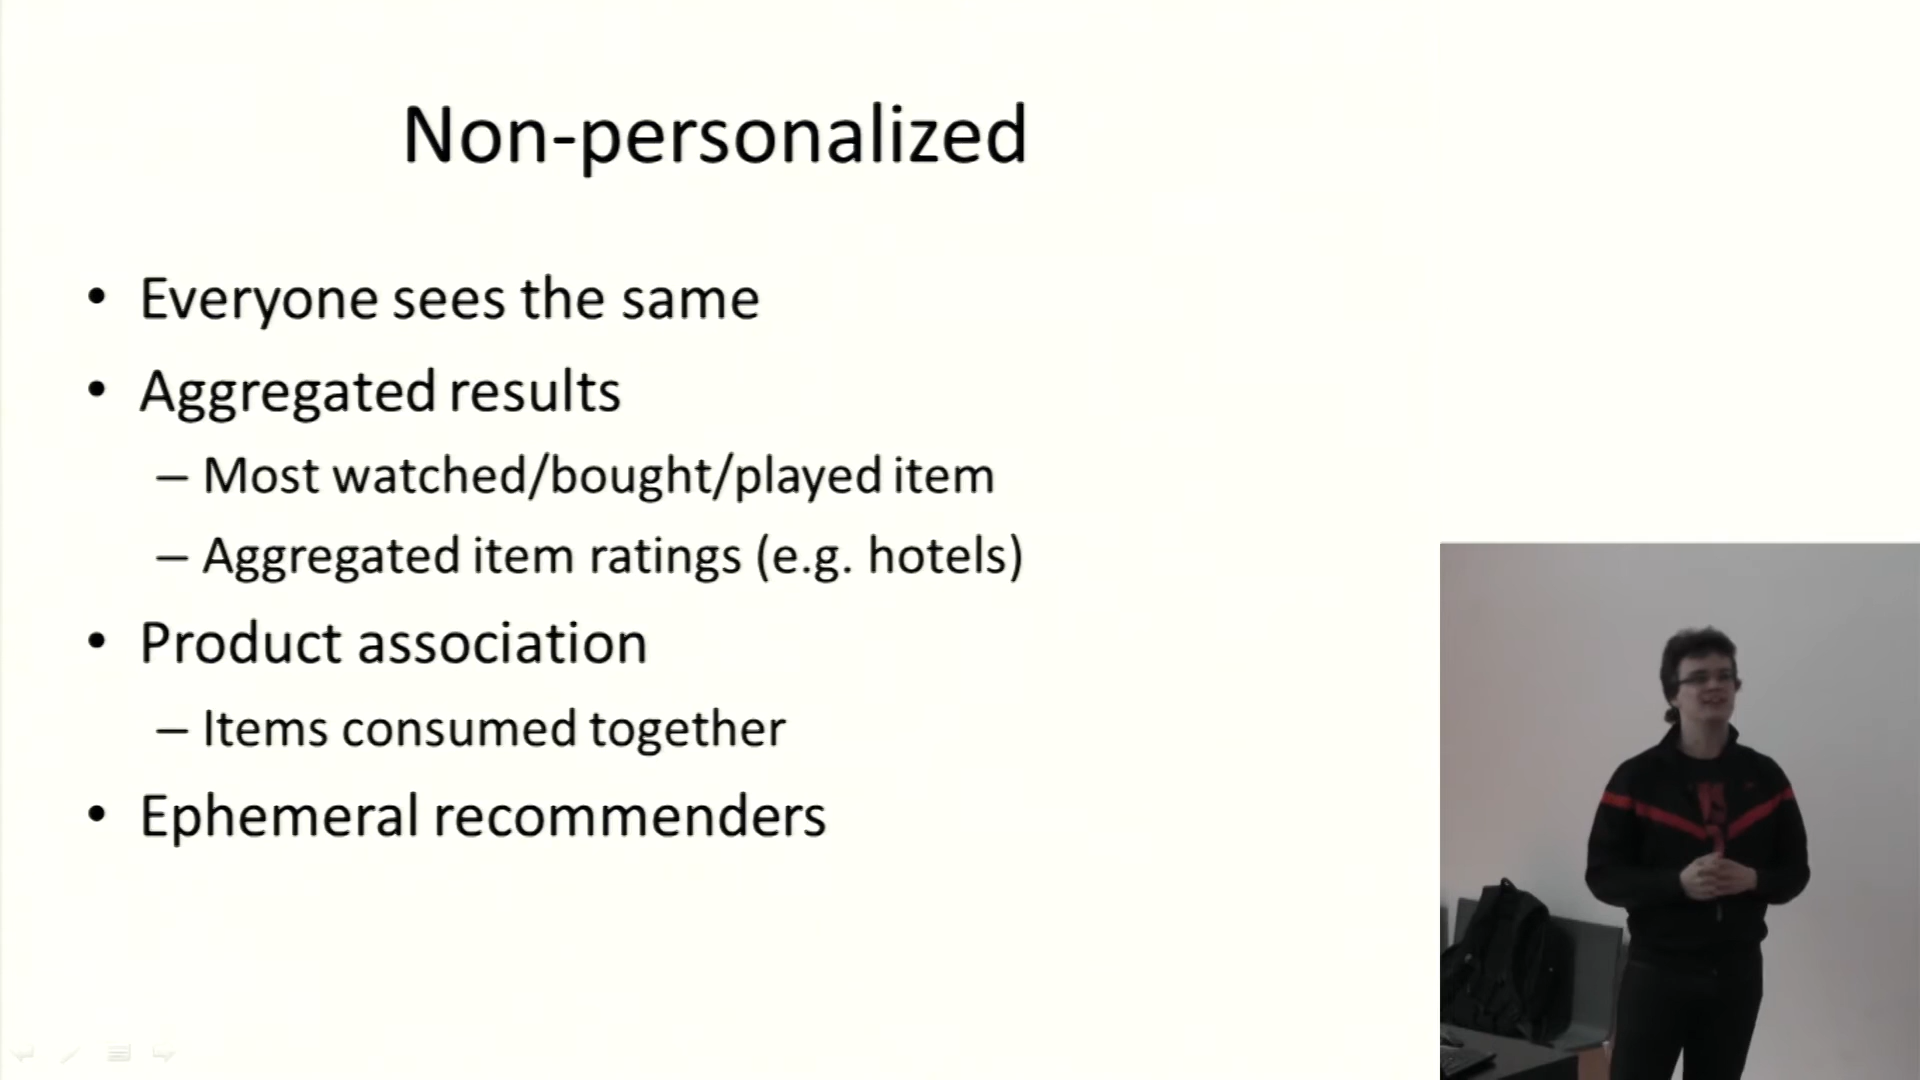 Non-personalized
• Everyone sees the same
• Aggregated results
– Most watched/bought/played item
– Aggregated item ratings (e.g. hotels)
• Product association
– Items consumed together
• Ephemeral recommenders